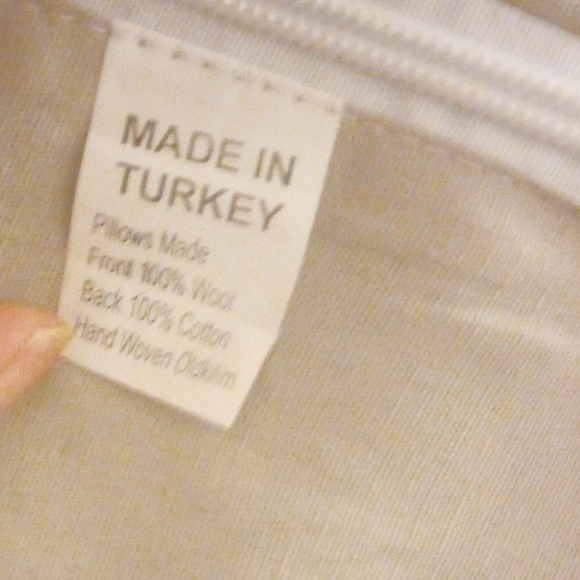 MADE IN
TURKEY
Pillows Made
Front 100% Wool
Back 100% Cotton
Hand Woven Oldkilim